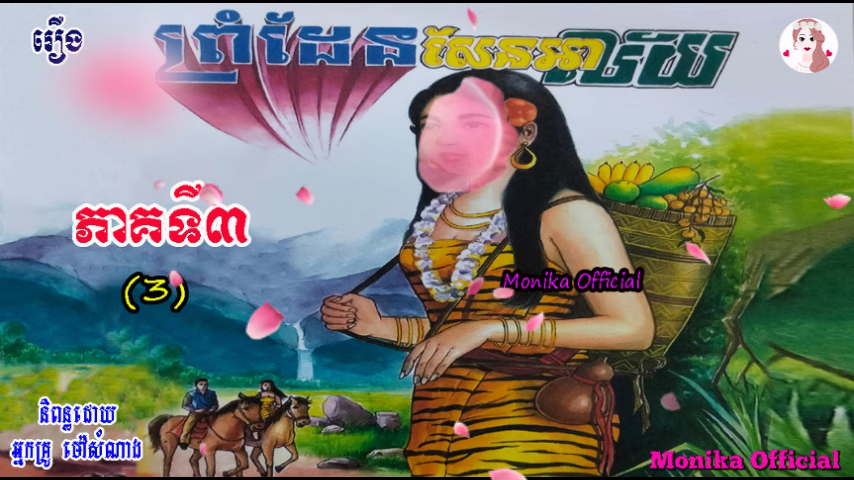 រឿង
ព្រំដែនសែនអាល័យ
ភាគទី៣
(3)
Monika Official
និពន្ធដោយ
អ្នកគ្រូ ម៉ៅសំណាង
Monika Official